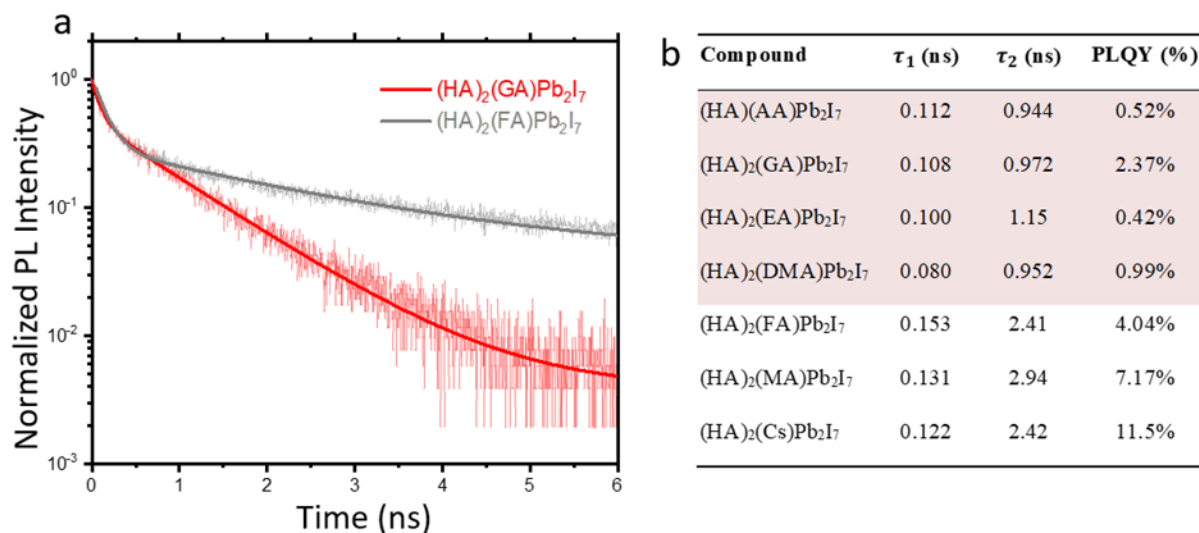 a
(HA)₂(GA)Pb₂I₇
(HA)₂(FA)Pb₂I₇
Normalized PL Intensity
10⁰
10⁻¹
10⁻²
10⁻³
0 1 2 3 4 5 6
Time (ns)
b
Compound τ₁ (ns) τ₂ (ns) PLQY (%)
(HA)(AA)Pb₂I₇ 0.112 0.944 0.52%
(HA)₂(GA)Pb₂I₇ 0.108 0.972 2.37%
(HA)₂(EA)Pb₂I₇ 0.100 1.15 0.42%
(HA)₂(DMA)Pb₂I₇ 0.080 0.952 0.99%
(HA)₂(FA)Pb₂I₇ 0.153 2.41 4.04%
(HA)₂(MA)Pb₂I₇ 0.131 2.94 7.17%
(HA)₂(Cs)Pb₂I₇ 0.122 2.42 11.5%